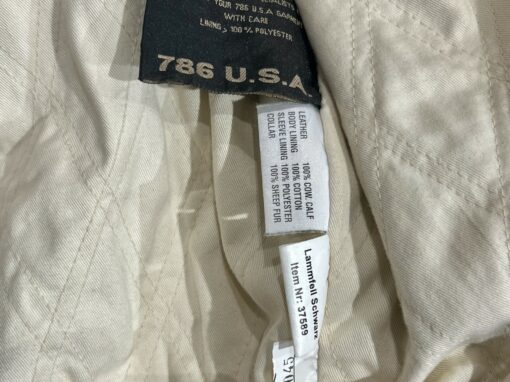 YOUR 786 U.S.A GARMENT
WITH CARE
LINING > 100 % POLYESTER
786 U.S.A.
LEATHER 100% COW. CALF
BODY LINING 100% COTTON
SLEEVE LINING 100% POLYESTER
COLLAR 100% SHEEP FUR
Lammfell Schwarz
Item Nr: 37589